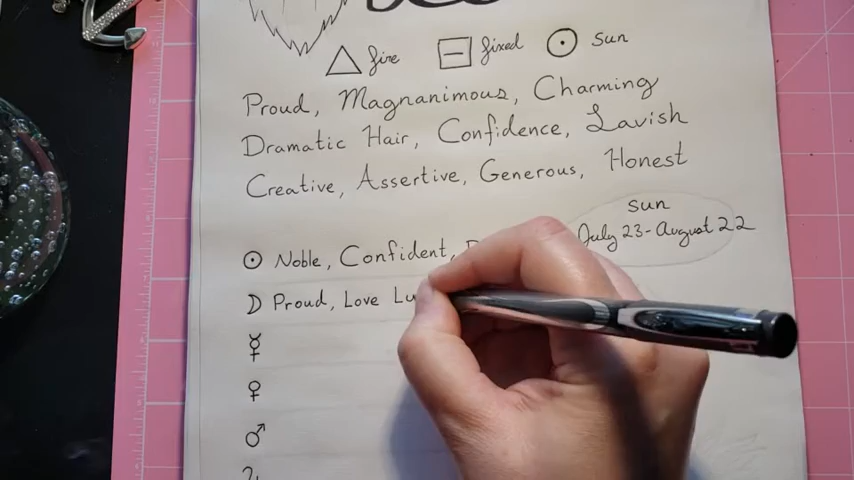 fire fixed Sun
Proud, Magnanimous, Charming
Dramatic Hair, Confidence, Lavish
Creative, Assertive, Generous, Honest
Sun
July 23-August 22
☉ Noble, Confident,
☽ Proud, Love Lu
☿
♀
♂